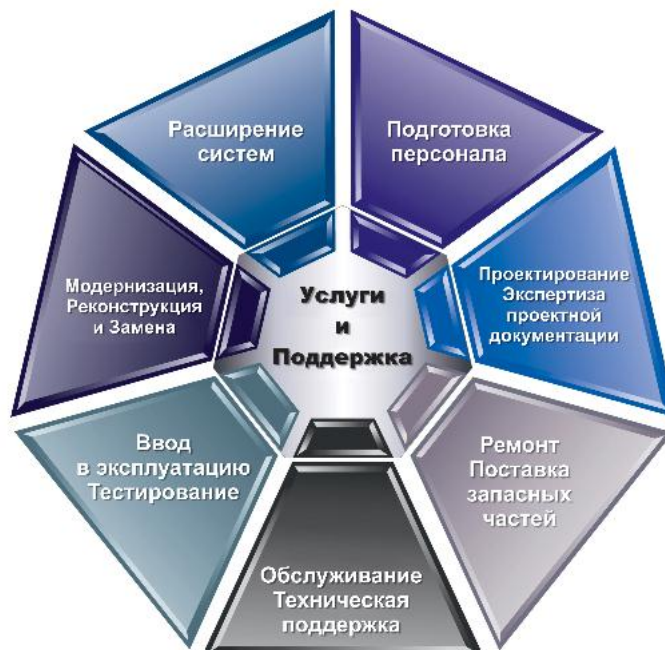 Расширение
систем
Подготовка
персонала
Модернизация,
Реконструкция
и Замена
Услуги
и
Поддержка
Проектирование
Экспертиза
проектной
документации
Ввод
в эксплуатацию
Тестирование
Ремонт
Поставка
запасных
частей
Обслуживание
Техническая
поддержка